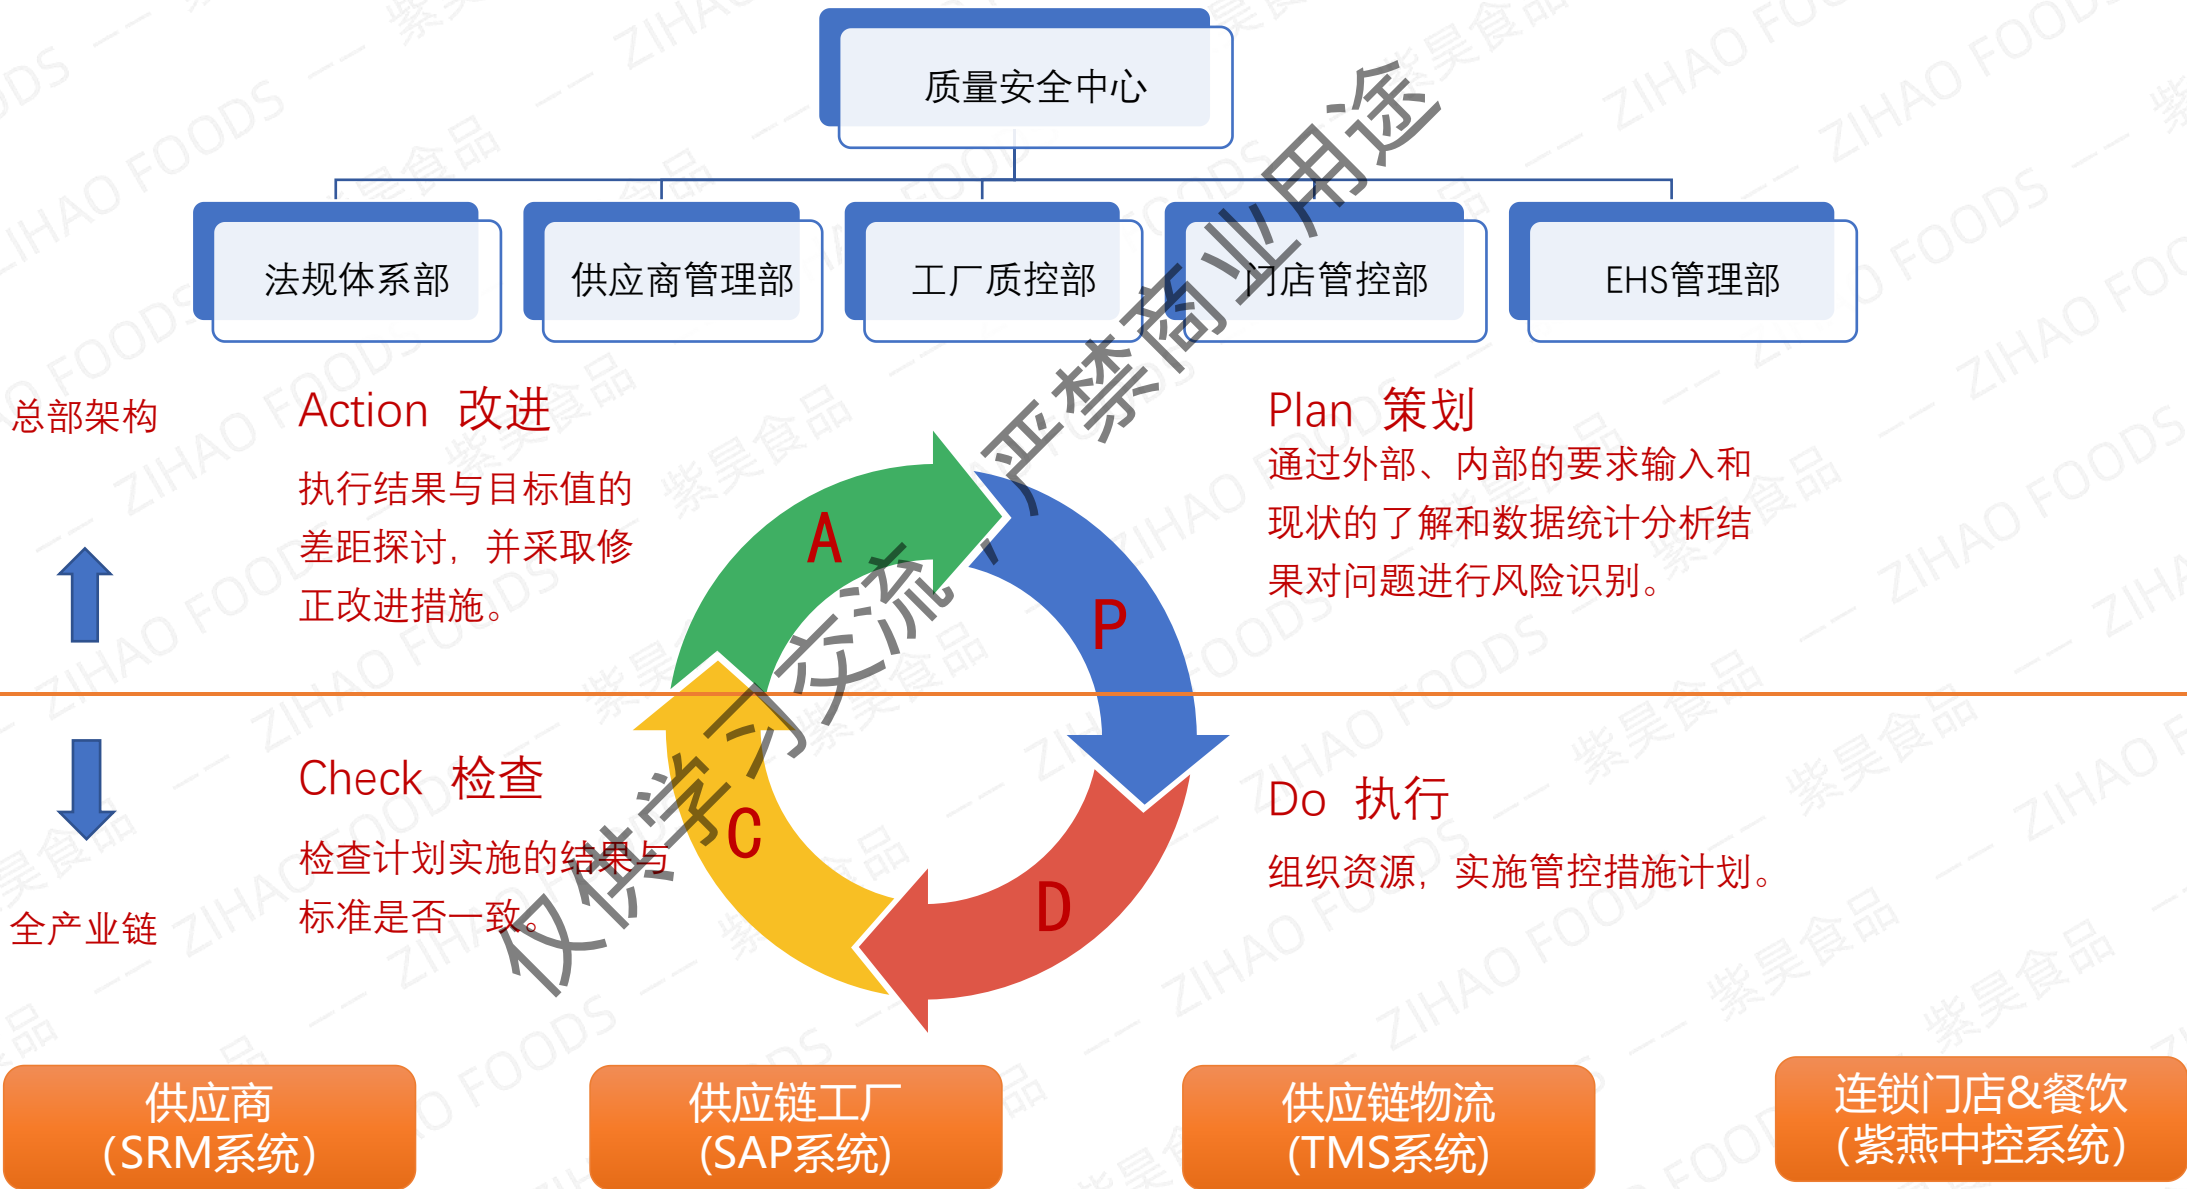 质量安全中心
法规体系部
供应商管理部
工厂质控部
门店管控部
EHS管理部
总部架构
Action 改进
执行结果与目标值的
差距探讨，并采取修
正改进措施。
Plan 策划
通过外部、内部的要求输入和
现状的了解和数据统计分析结
果对问题进行风险识别。
A
P
C
D
Check 检查
检查计划实施的结果与
标准是否一致。
Do 执行
组织资源，实施管控措施计划。
全产业链
供应商
（SRM系统）
供应链工厂
(SAP系统)
供应链物流
(TMS系统)
连锁门店&餐饮
（紫燕中控系统）
仅供学习交流，严禁商业用途
紫昊食品 —— ZIHAO FOODS